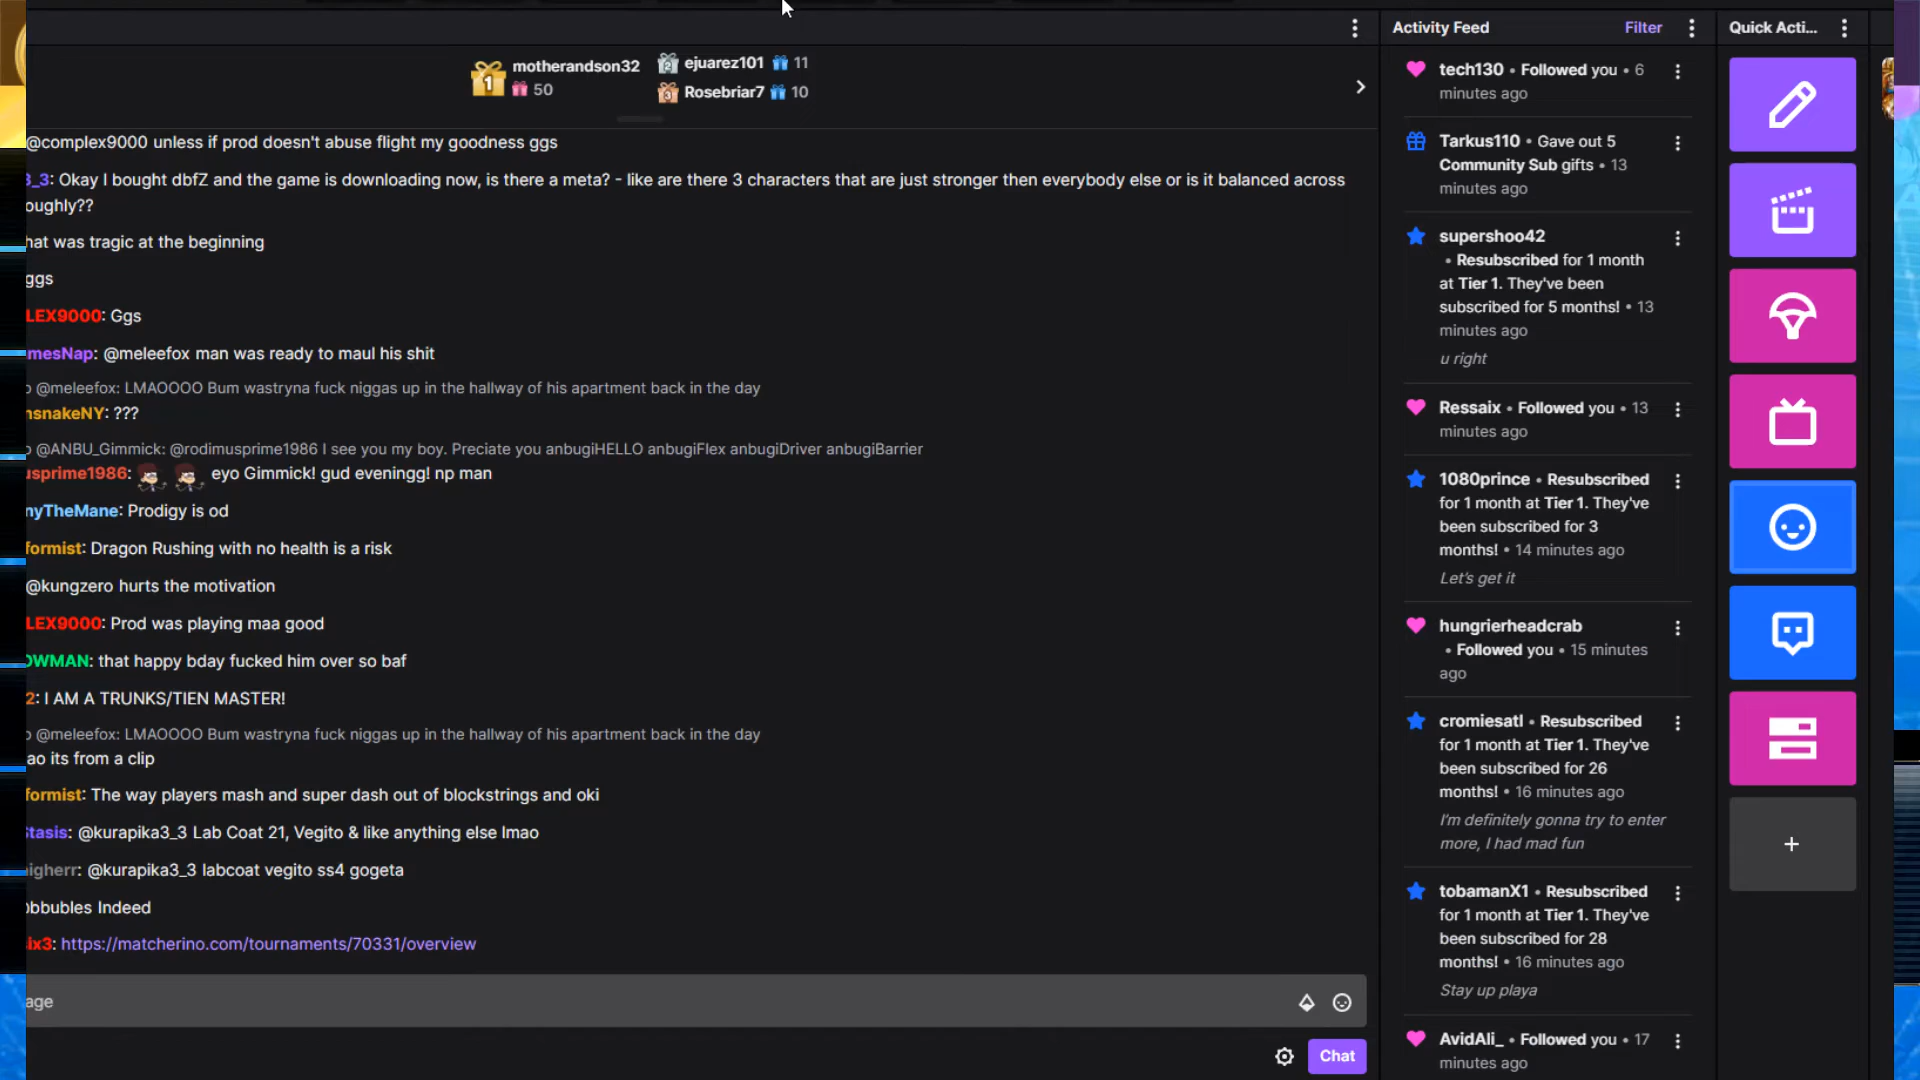 Activity Feed
Filter
Quick Acti...
motherandson32
50
ejuarez101 11
Rosebriar7 10
@complex9000 unless if prod doesn't abuse flight my goodness ggs
3_3: Okay I bought dbfZ and the game is downloading now, is there a meta? - like are there 3 characters that are just stronger then everybody else or is it balanced across
oughly??
hat was tragic at the beginning
ggs
LEX9000: Ggs
mesNap: @meleefox man was ready to maul his shit
o @meleefox: LMAOOOO Bum wastryna fuck niggas up in the hallway of his apartment back in the day
nsnakeNY: ???
o @ANBU_Gimmick: @rodimusprime1986 I see you my boy. Preciate you anbugiHELLO anbugiFlex anbugiDriver anbugiBarrier
usprime1986: eyo Gimmick! gud eveningg! np man
nyTheMane: Prodigy is od
formist: Dragon Rushing with no health is a risk
@kungzero hurts the motivation
LEX9000: Prod was playing maa good
OWMAN: that happy bday fucked him over so baf
2: I AM A TRUNKS/TIEN MASTER!
o @meleefox: LMAOOOO Bum wastryna fuck niggas up in the hallway of his apartment back in the day
ao its from a clip
formist: The way players mash and super dash out of blockstrings and oki
Stasis: @kurapika3_3 Lab Coat 21, Vegito & like anything else lmao
igherr: @kurapika3_3 labcoat vegito ss4 gogeta
bbubles Indeed
ix3: https://matcherino.com/tournaments/70331/overview
age
Chat
tech130 • Followed you • 6
minutes ago
Tarkus110 • Gave out 5
Community Sub gifts • 13
minutes ago
supershoo42
• Resubscribed for 1 month
at Tier 1. They've been
subscribed for 5 months! • 13
minutes ago
u right
Ressaix • Followed you • 13
minutes ago
1080prince • Resubscribed
for 1 month at Tier 1. They've
been subscribed for 3
months! • 14 minutes ago
Let's get it
hungrierheadcrab
• Followed you • 15 minutes
ago
cromiesatl • Resubscribed
for 1 month at Tier 1. They've
been subscribed for 26
months! • 16 minutes ago
I'm definitely gonna try to enter
more, I had mad fun
tobamanX1 • Resubscribed
for 1 month at Tier 1. They've
been subscribed for 28
months! • 16 minutes ago
Stay up playa
AvidAli_ • Followed you • 17
minutes ago